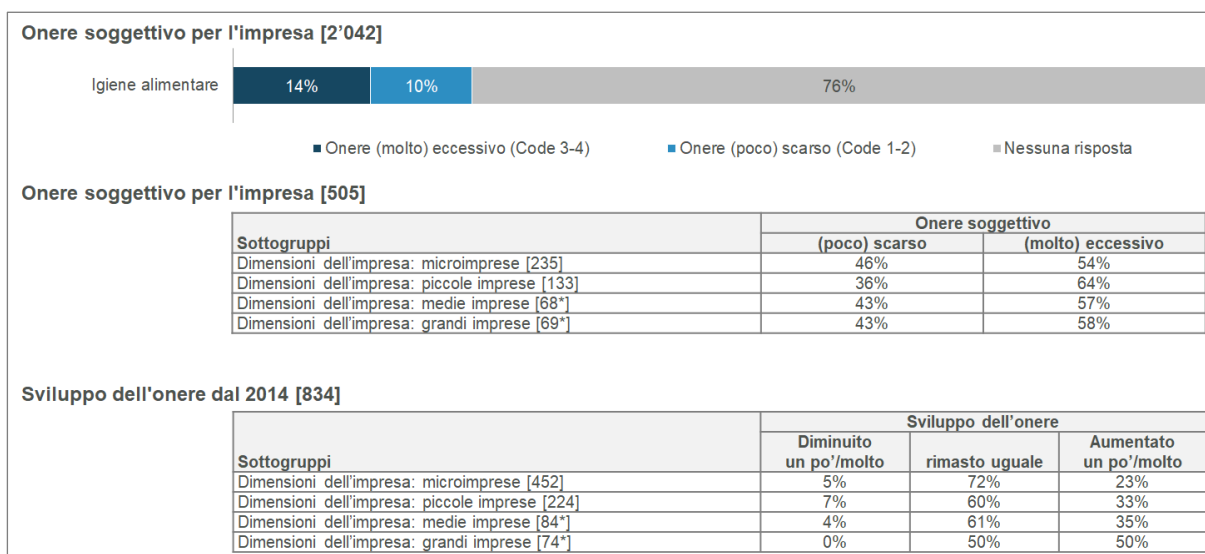 Onere soggettivo per l'impresa [2’042]
Igiene alimentare 14% 10% 76%
Onere (molto) eccessivo (Code 3-4) Onere (poco) scarso (Code 1-2) Nessuna risposta
Onere soggettivo per l'impresa [505]
Onere soggettivo
Sottogruppi (poco) scarso (molto) eccessivo
Dimensioni dell'impresa: microimprese [235] 46% 54%
Dimensioni dell'impresa: piccole imprese [133] 36% 64%
Dimensioni dell'impresa: medie imprese [68*] 43% 57%
Dimensioni dell'impresa: grandi imprese [69*] 43% 58%
Sviluppo dell'onere dal 2014 [834]
Sviluppo dell’onere
Diminuito Aumentato
Sottogruppi un po’/molto rimasto uguale un po’/molto
Dimensioni dell'impresa: microimprese [452] 5% 72% 23%
Dimensioni dell'impresa: piccole imprese [224] 7% 60% 33%
Dimensioni dell'impresa: medie imprese [84*] 4% 61% 35%
Dimensioni dell'impresa: grandi imprese [74*] 0% 50% 50%